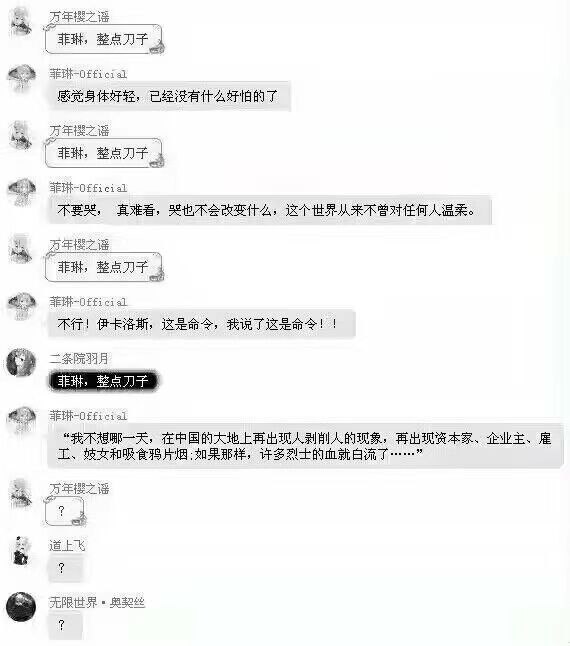 万年樱之谣
菲琳，整点刀子
菲琳-Official
感觉身体好轻，已经没有什么好怕的了
万年樱之谣
菲琳，整点刀子
菲琳-Official
不要哭， 真难看，哭也不会改变什么，这个世界从来不曾对任何人温柔。
万年樱之谣
菲琳，整点刀子
菲琳-Official
不行！伊卡洛斯，这是命令，我说了这是命令！！
二条院羽月
菲琳，整点刀子
菲琳-Official
“我不想哪一天，在中国的大地上再出现人剥削人的现象，再出现资本家、企业主、雇
工、妓女和吸食鸦片烟;如果那样，许多烈士的血就白流了……”
万年樱之谣
？
道上飞
？
无限世界·奥契丝
？